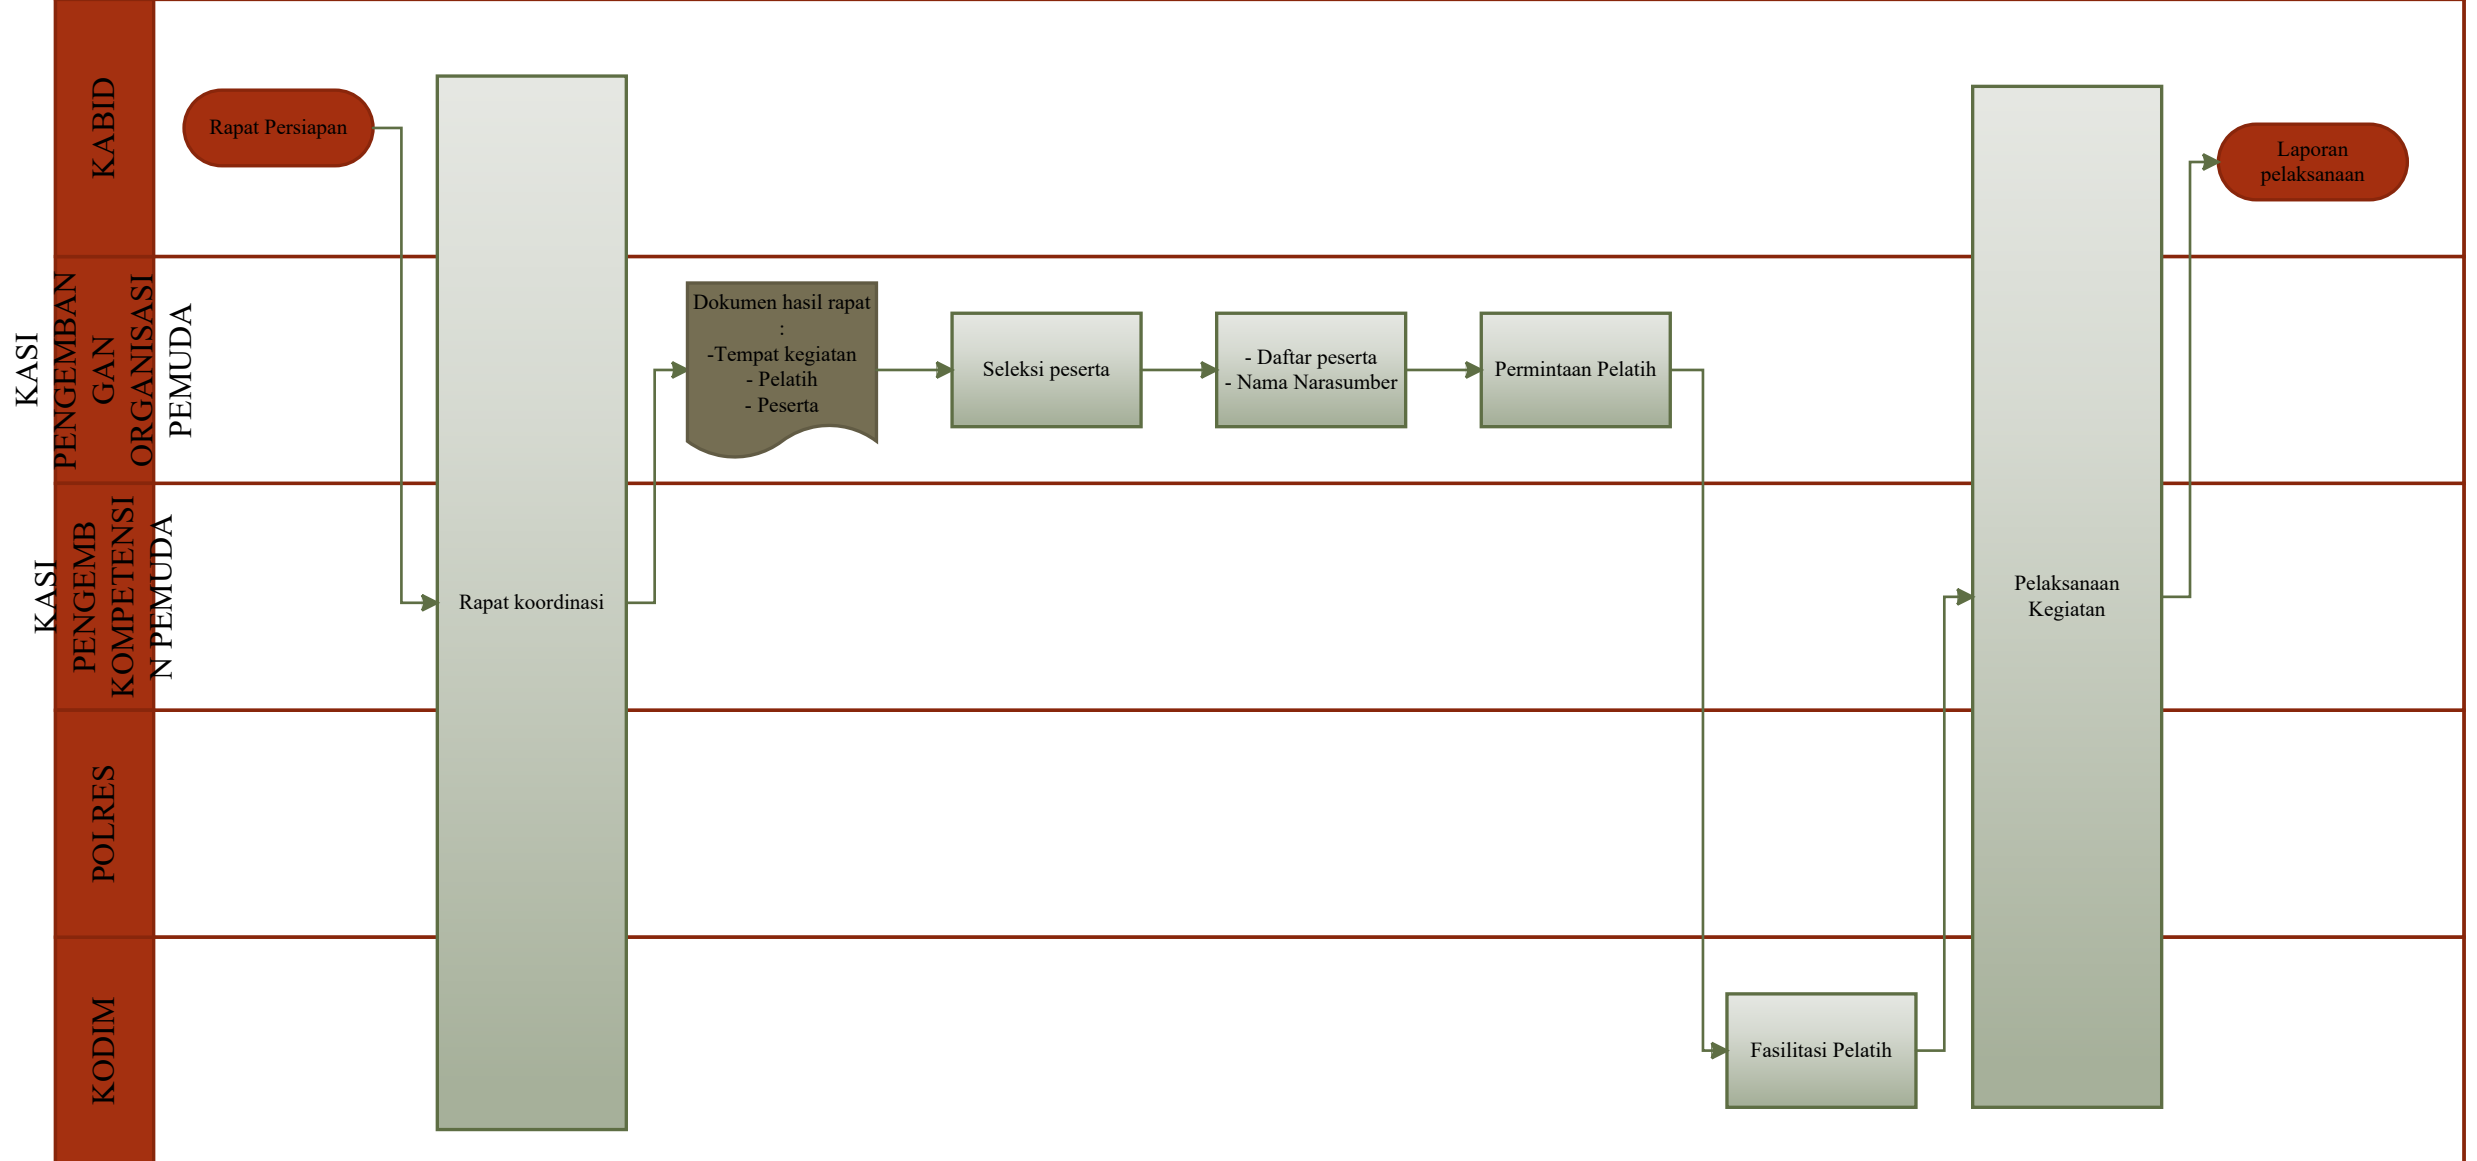 KABID
Rapat Persiapan
Laporan
pelaksanaan
KASI
PENGEMBAN
GAN
ORGANISASI
PEMUDA
Dokumen hasil rapat
:
-Tempat kegiatan
- Pelatih
- Peserta
Seleksi peserta
- Daftar peserta
- Nama Narasumber
Permintaan Pelatih
KASI
PENGEMB
KOMPETENSI
N PEMUDA
Rapat koordinasi
Pelaksanaan
Kegiatan
POLRES
KODIM
Fasilitasi Pelatih